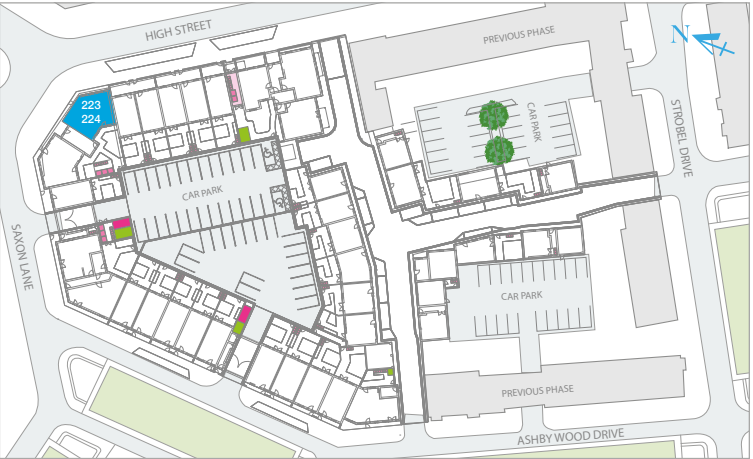 HIGH STREET
PREVIOUS PHASE
N
223
224
CAR PARK
STROBEL DRIVE
CAR PARK
SAXON LANE
CAR PARK
PREVIOUS PHASE
ASHBY WOOD DRIVE